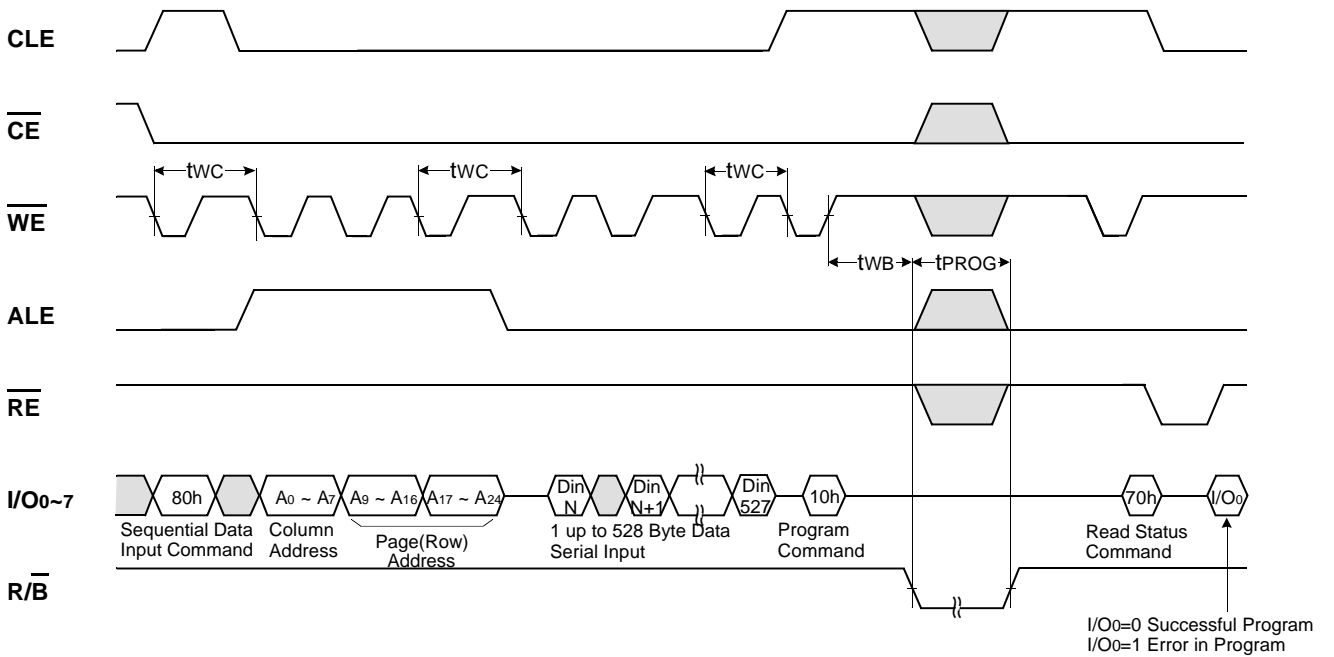 CLE
CE
tWC
tWC
tWC
WE
tWB
tPROG
ALE
RE
I/O0~7
80h
A0 ~ A7
A9 ~ A16
A17 ~ A24
Din
N
Din
N+1
Din
527
10h
70h
I/O0
Sequential Data
Input Command
Column
Address
Page(Row)
Address
1 up to 528 Byte Data
Serial Input
Program
Command
Read Status
Command
R/B
I/O0=0 Successful Program
I/O0=1 Error in Program